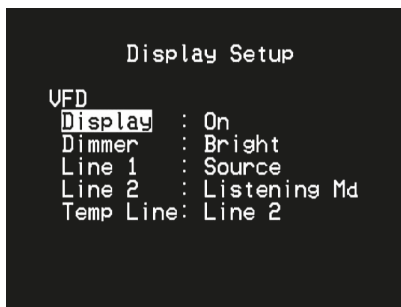 Display Setup
VFD
Display : On
Dimmer : Bright
Line 1 : Source
Line 2 : Listening Md
Temp Line: Line 2